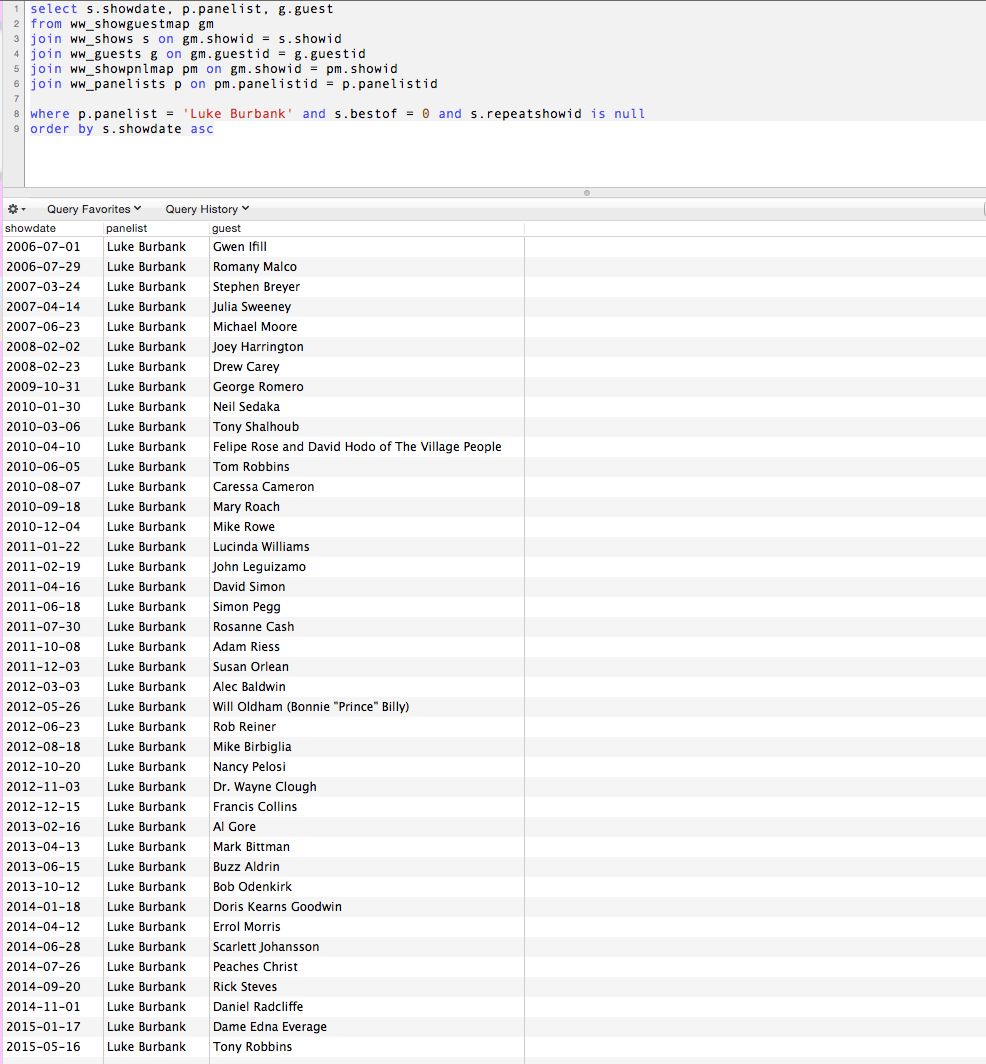 1 select s.showdate, p.panelist, g.guest
2 from ww_showguestmap gm
3 join ww_shows s on gm.showid = s.showid
4 join ww_guests g on gm.guestid = g.guestid
5 join ww_showpnlmap pm on gm.showid = pm.showid
6 join ww_panelists p on pm.panelistid = p.panelistid
7
8 where p.panelist = 'Luke Burbank' and s.bestof = 0 and s.repeatshowid is null
9 order by s.showdate asc
Query Favorites Query History
showdate panelist guest
2006-07-01 Luke Burbank Gwen Ifill
2006-07-29 Luke Burbank Romany Malco
2007-03-24 Luke Burbank Stephen Breyer
2007-04-14 Luke Burbank Julia Sweeney
2007-06-23 Luke Burbank Michael Moore
2008-02-02 Luke Burbank Joey Harrington
2008-02-23 Luke Burbank Drew Carey
2009-10-31 Luke Burbank George Romero
2010-01-30 Luke Burbank Neil Sedaka
2010-03-06 Luke Burbank Tony Shalhoub
2010-04-10 Luke Burbank Felipe Rose and David Hodo of The Village People
2010-06-05 Luke Burbank Tom Robbins
2010-08-07 Luke Burbank Caressa Cameron
2010-09-18 Luke Burbank Mary Roach
2010-12-04 Luke Burbank Mike Rowe
2011-01-22 Luke Burbank Lucinda Williams
2011-02-19 Luke Burbank John Leguizamo
2011-04-16 Luke Burbank David Simon
2011-06-18 Luke Burbank Simon Pegg
2011-07-30 Luke Burbank Rosanne Cash
2011-10-08 Luke Burbank Adam Riess
2011-12-03 Luke Burbank Susan Orlean
2012-03-03 Luke Burbank Alec Baldwin
2012-05-26 Luke Burbank Will Oldham (Bonnie "Prince" Billy)
2012-06-23 Luke Burbank Rob Reiner
2012-08-18 Luke Burbank Mike Birbiglia
2012-10-20 Luke Burbank Nancy Pelosi
2012-11-03 Luke Burbank Dr. Wayne Clough
2012-12-15 Luke Burbank Francis Collins
2013-02-16 Luke Burbank Al Gore
2013-04-13 Luke Burbank Mark Bittman
2013-06-15 Luke Burbank Buzz Aldrin
2013-10-12 Luke Burbank Bob Odenkirk
2014-01-18 Luke Burbank Doris Kearns Goodwin
2014-04-12 Luke Burbank Errol Morris
2014-06-28 Luke Burbank Scarlett Johansson
2014-07-26 Luke Burbank Peaches Christ
2014-09-20 Luke Burbank Rick Steves
2014-11-01 Luke Burbank Daniel Radcliffe
2015-01-17 Luke Burbank Dame Edna Everage
2015-05-16 Luke Burbank Tony Robbins